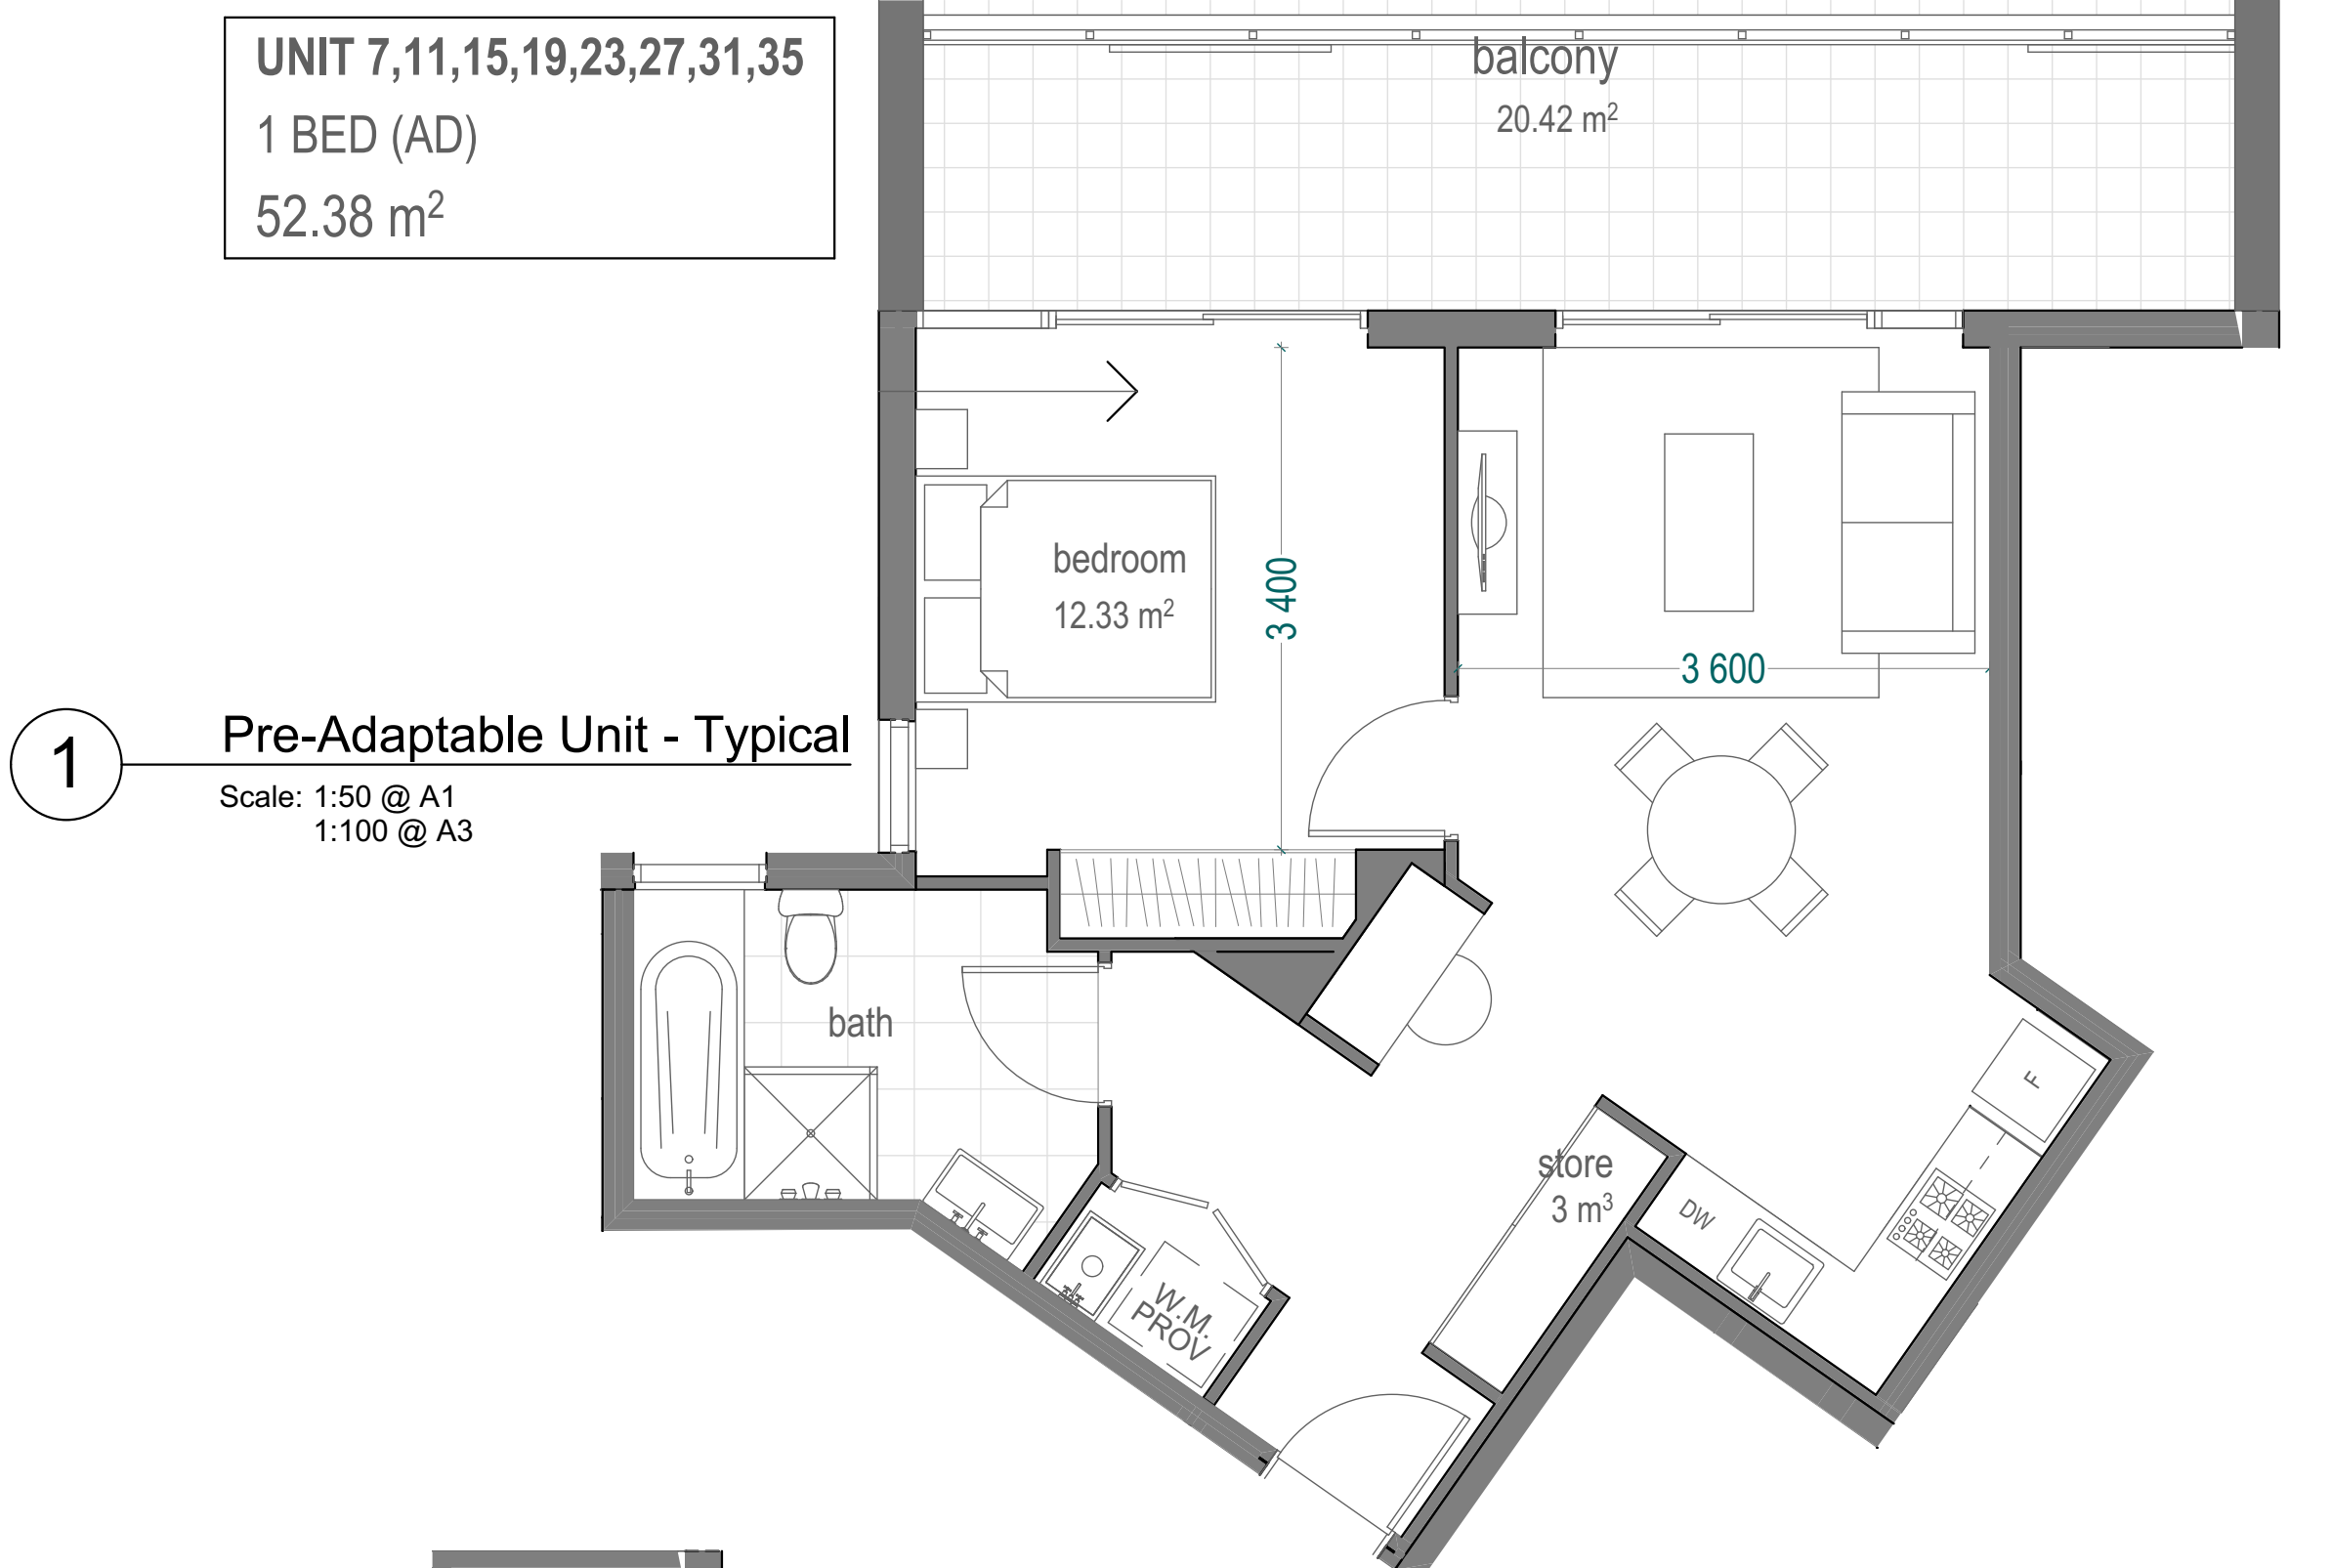 UNIT 7,11,15,19,23,27,31,35
1 BED (AD)
52.38 m²
balcony
20.42 m²
bedroom
12.33 m²
3 400
3 600
1
Pre-Adaptable Unit - Typical
Scale: 1:50 @ A1
1:100 @ A3
bath
F
store
3 m³
DW
W.M.
PROV